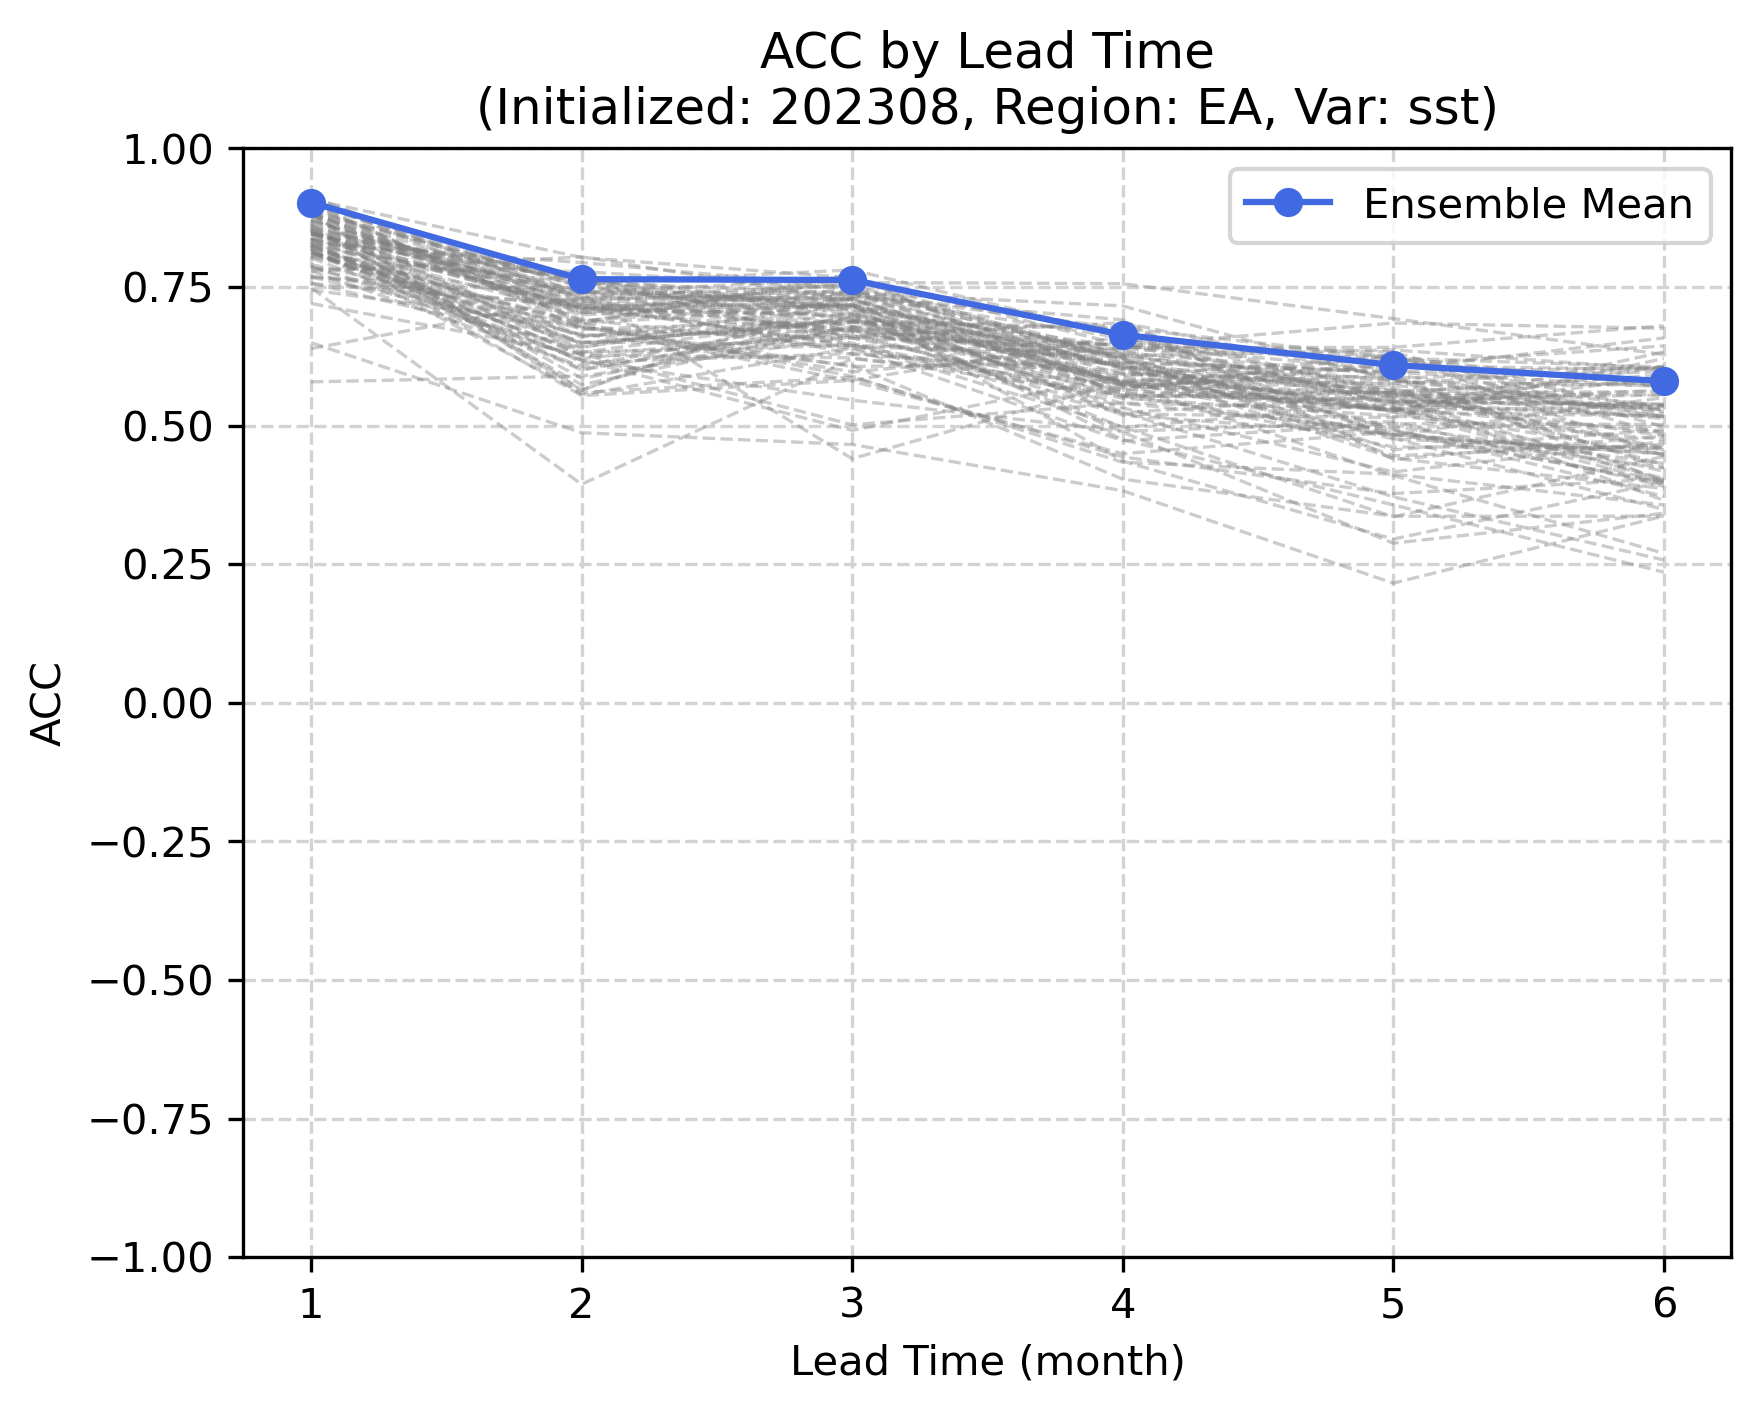 ACC by Lead Time
(Initialized: 202308, Region: EA, Var: sst)
Ensemble Mean
1.00
0.75
0.50
0.25
0.00
−0.25
−0.50
−0.75
−1.00
ACC
1 2 3 4 5 6
Lead Time (month)